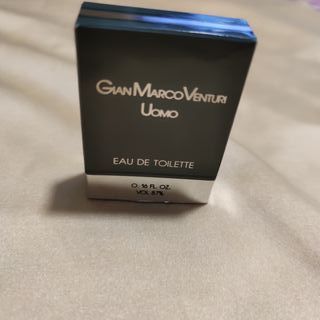 GIANMARCOVENTURI
UOMO
EAU DE TOILETTE
0.16 FL. OZ.
VOL 87%